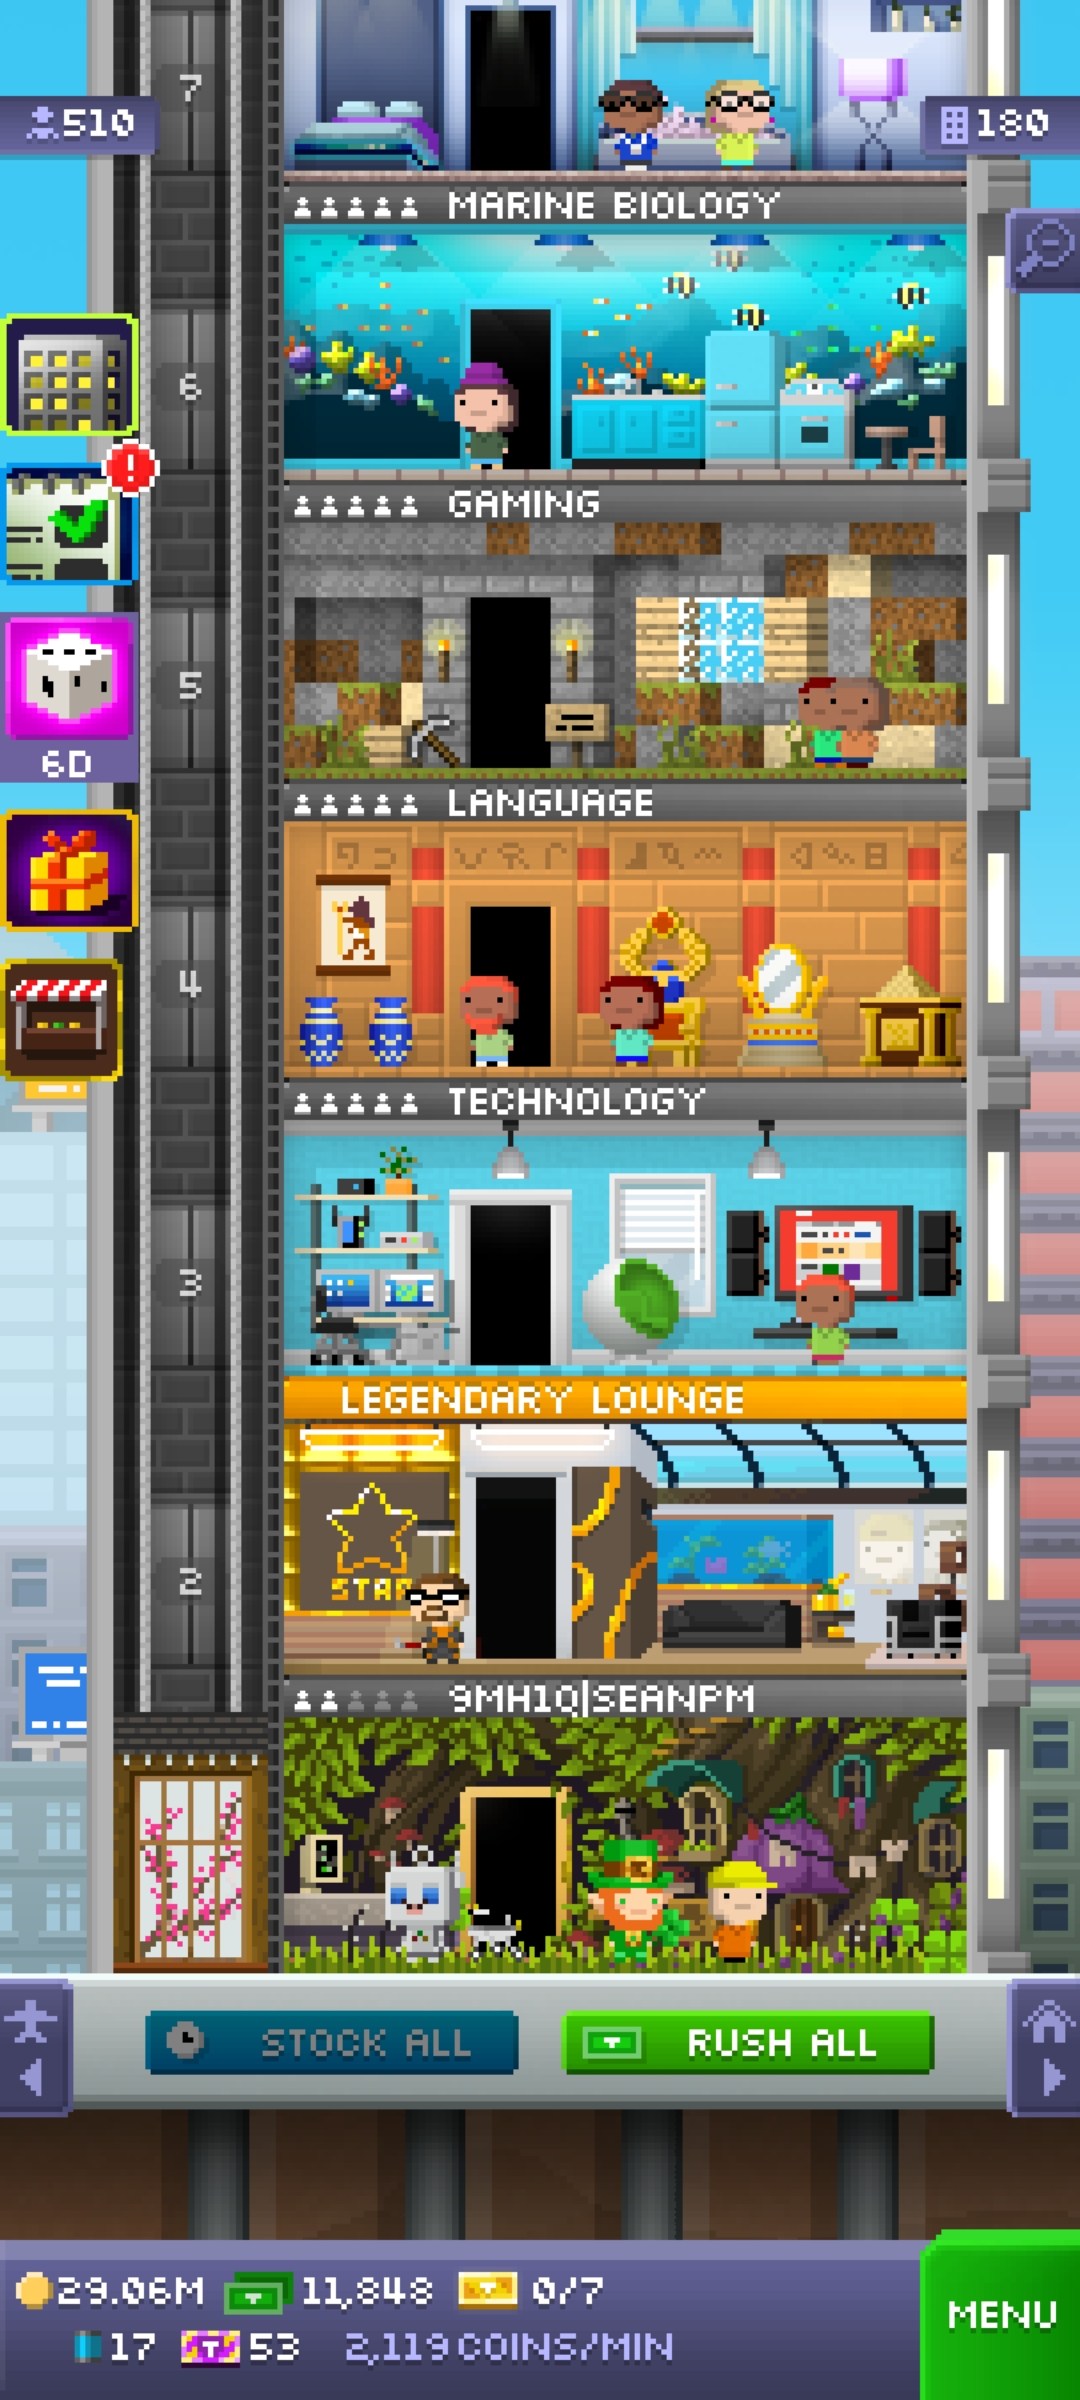 7
510
180
MARINE BIOLOGY
6
GAMING
5
6D
LANGUAGE
4
TECHNOLOGY
3
LEGENDARY LOUNGE
STAR
2
9MH1Q|SEANPM
STOCK ALL
RUSH ALL
29.06M
11,848
0/7
MENU
17
53
2,119 COINS/MIN